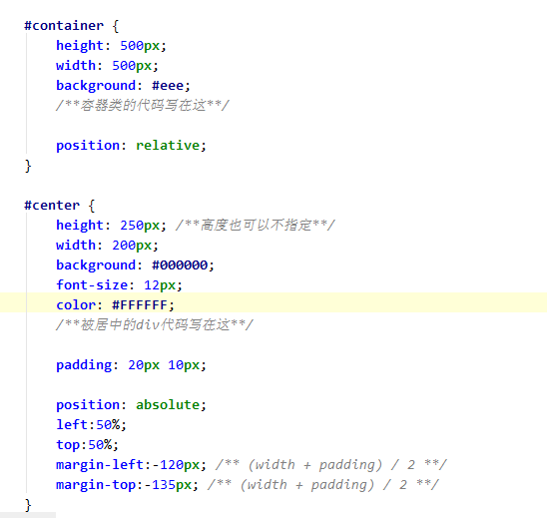 #container {
height: 500px;
width: 500px;
background: #eee;
/**容器类的代码写在这**/
position: relative;
}
#center {
height: 250px; /**高度也可以不指定**/
width: 200px;
background: #000000;
font-size: 12px;
color: #FFFFFF;
/**被居中的div代码写在这**/
padding: 20px 10px;
position: absolute;
left:50%;
top:50%;
margin-left:-120px; /** (width + padding) / 2 **/
margin-top:-135px; /** (width + padding) / 2 **/
}